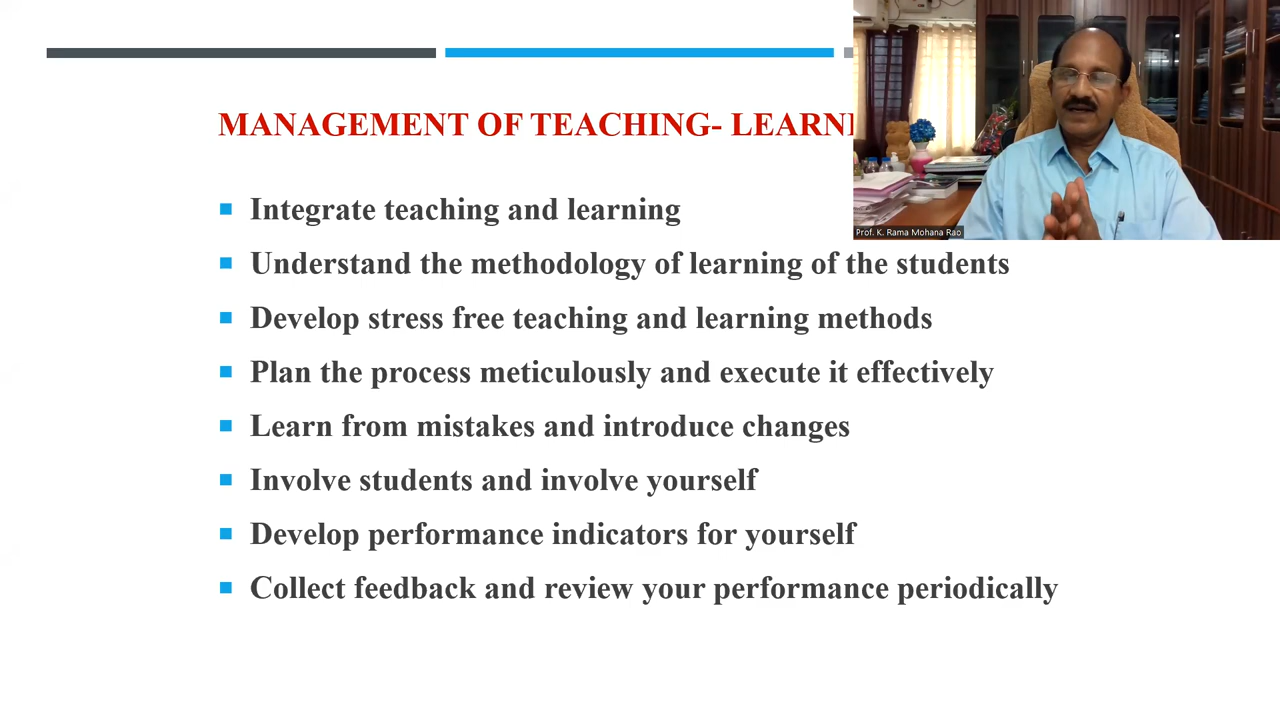 MANAGEMENT OF TEACHING- LEARN
Prof. K. Rama Mohana Rao
Integrate teaching and learning
Understand the methodology of learning of the students
Develop stress free teaching and learning methods
Plan the process meticulously and execute it effectively
Learn from mistakes and introduce changes
Involve students and involve yourself
Develop performance indicators for yourself
Collect feedback and review your performance periodically